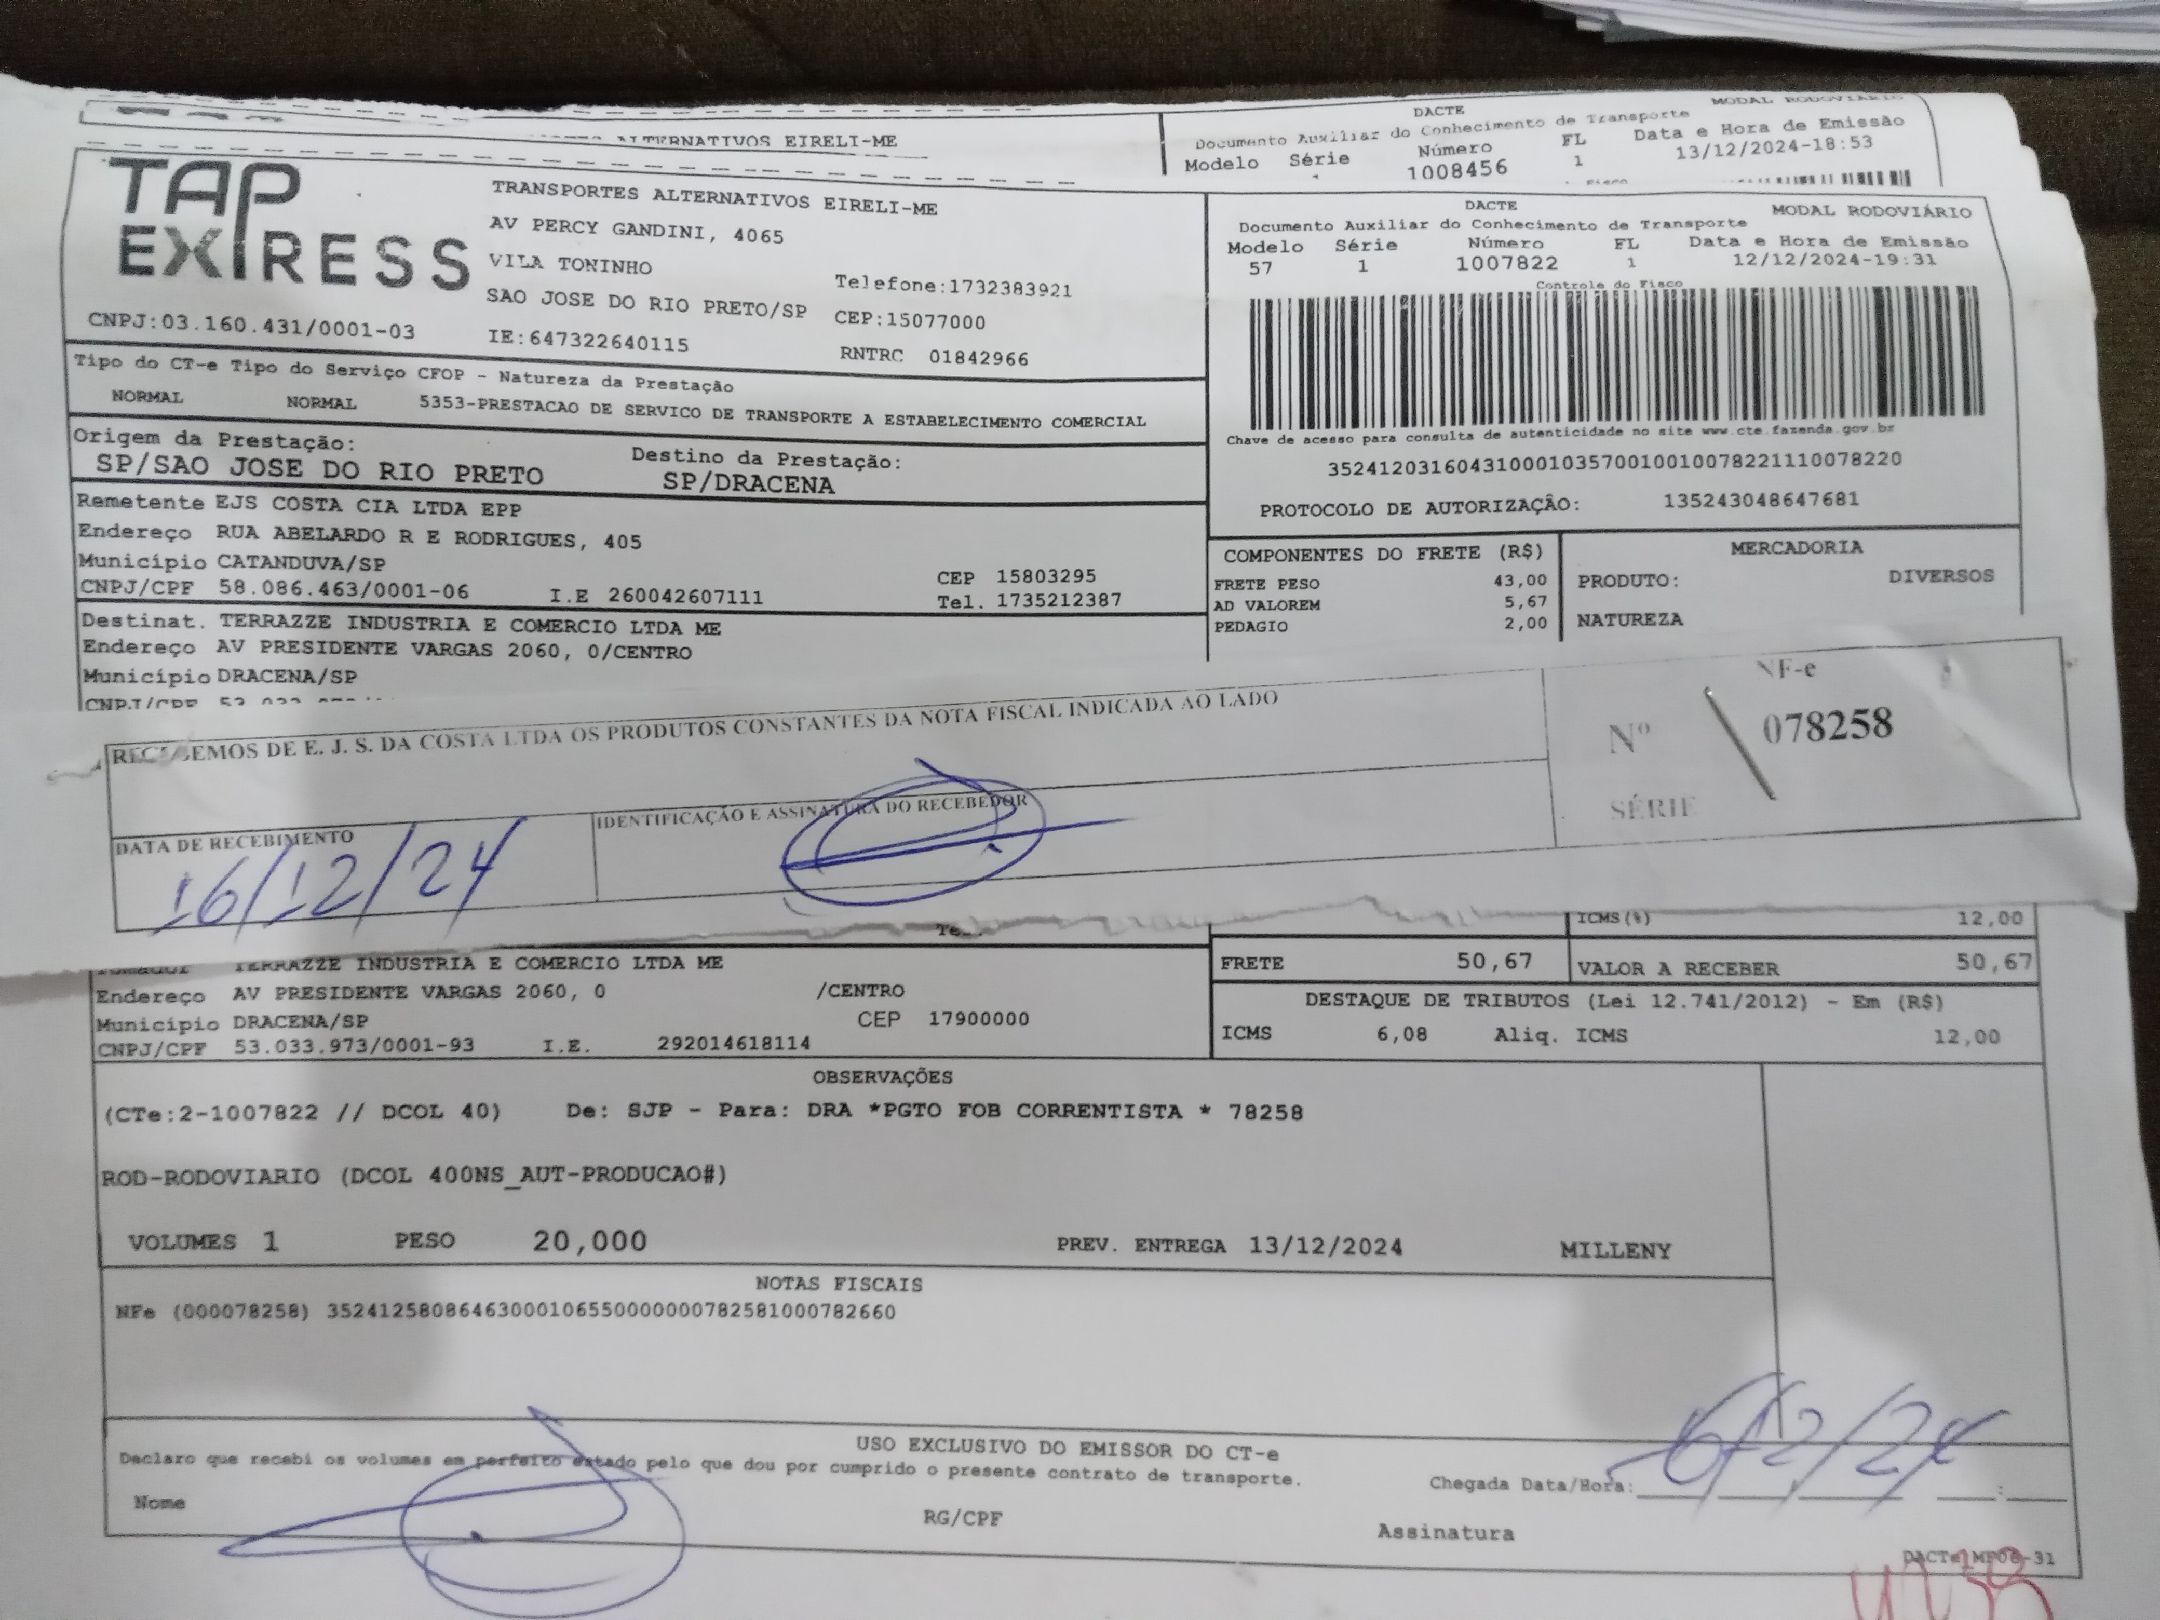 ALTERNATIVOS EIRELI-ME
DACTE
MODAL RODOVIÁRIO
Documento Auxiliar do Conhecimento de Transporte
Modelo Série Número FL Data e Hora de Emissão
1008456 1 13/12/2024-18:53
TAP EXPRESS
TRANSPORTES ALTERNATIVOS EIRELI-ME
AV PERCY GANDINI, 4065
VILA TONINHO
Telefone:1732383921
SAO JOSE DO RIO PRETO/SP CEP:15077000
CNPJ:03.160.431/0001-03 IE:647322640115 RNTRC 01842966
DACTE
MODAL RODOVIÁRIO
Documento Auxiliar do Conhecimento de Transporte
Modelo Série Número FL Data e Hora de Emissão
57 1 1007822 1 12/12/2024-19:31
Controle do Fisco
Tipo do CT-e Tipo do Serviço CFOP - Natureza da Prestação
NORMAL NORMAL 5353-PRESTACAO DE SERVICO DE TRANSPORTE A ESTABELECIMENTO COMERCIAL
Chave de acesso para consulta de autenticidade no site www.cte.fazenda.gov.br
35241203160431000103570010010078221110078220
PROTOCOLO DE AUTORIZAÇÃO: 135243048647681
Origem da Prestação: Destino da Prestação:
SP/SAO JOSE DO RIO PRETO SP/DRACENA
Remetente EJS COSTA CIA LTDA EPP
Endereço RUA ABELARDO R E RODRIGUES, 405
Município CATANDUVA/SP CEP 15803295
CNPJ/CPF 58.086.463/0001-06 I.E 260042607111 Tel. 1735212387
Destinat. TERRAZZE INDUSTRIA E COMERCIO LTDA ME
Endereço AV PRESIDENTE VARGAS 2060, 0/CENTRO
Município DRACENA/SP
CNPJ/CPF
COMPONENTES DO FRETE (R$)
FRETE PESO 43,00
AD VALOREM 5,67
PEDAGIO 2,00
MERCADORIA
PRODUTO: DIVERSOS
NATUREZA
RECEBEMOS DE E. J. S. DA COSTA LTDA OS PRODUTOS CONSTANTES DA NOTA FISCAL INDICADA AO LADO
NF-e
Nº 078258
SÉRIE
DATA DE RECEBIMENTO
16/12/24
IDENTIFICAÇÃO E ASSINATURA DO RECEBEDOR
ICMS(%) 12,00
TERRAZZE INDUSTRIA E COMERCIO LTDA ME
Endereço AV PRESIDENTE VARGAS 2060, 0 /CENTRO
Município DRACENA/SP CEP 17900000
CNPJ/CPF 53.033.973/0001-93 I.E. 292014618114
FRETE 50,67 VALOR A RECEBER 50,67
DESTAQUE DE TRIBUTOS (Lei 12.741/2012) - Em (R$)
ICMS 6,08 Aliq. ICMS 12,00
OBSERVAÇÕES
(CTe:2-1007822 // DCOL 40) De: SJP - Para: DRA *PGTO FOB CORRENTISTA * 78258
ROD-RODOVIARIO (DCOL 400NS_AUT-PRODUCAO#)
VOLUMES 1 PESO 20,000 PREV. ENTREGA 13/12/2024 MILLENY
NOTAS FISCAIS
NFe (000078258) 35241258086463000106550000000782581000782660
USO EXCLUSIVO DO EMISSOR DO CT-e
Declaro que recebi os volumes em perfeito estado pelo que dou por cumprido o presente contrato de transporte.
Chegada Data/Hora: 16/12/24
Nome RG/CPF Assinatura